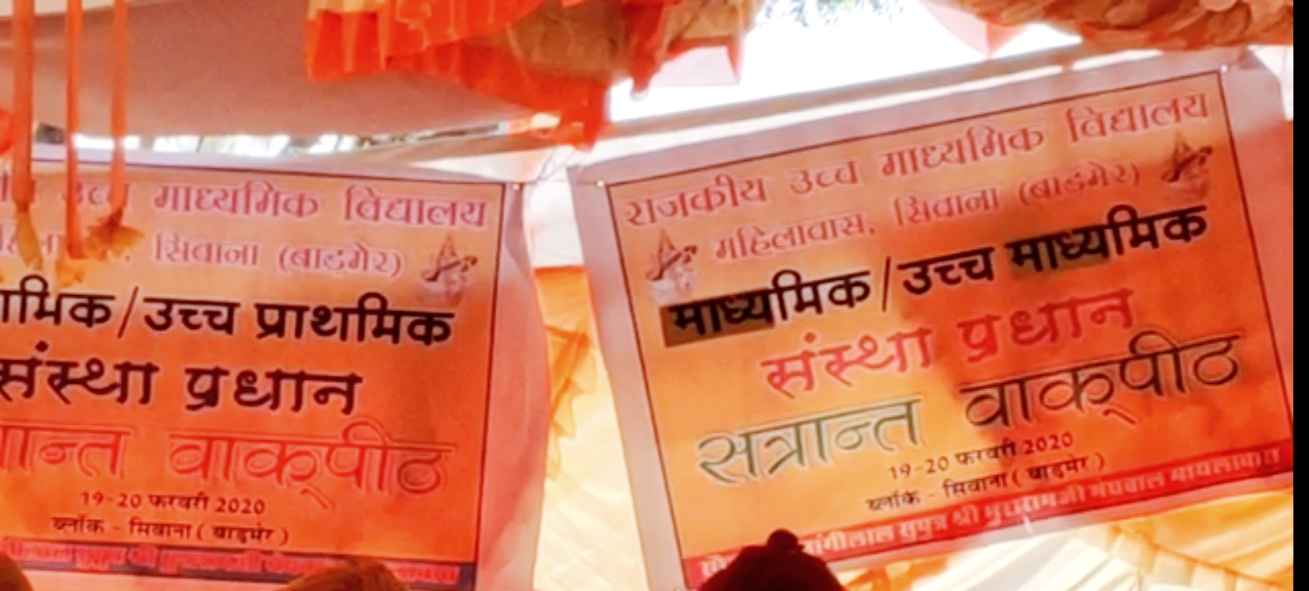 उच्च माध्यमिक विद्यालय
सिवाना (बाड़मेर)
/उच्च प्राथमिक
संस्था प्रधान
वाक्पीठ
19-20 फरवरी 2020
ब्लॉक - सिवाना ( बाड़मेर )
राजकीय उच्च माध्यमिक विद्यालय
महिलावास, सिवाना (बाड़मेर)
माध्यमिक/उच्च माध्यमिक
संस्था प्रधान
सत्रान्त वाक्पीठ
19-20 फरवरी 2020
ब्लॉक - सिवाना ( बाड़मेर )
सुपुत्र श्री